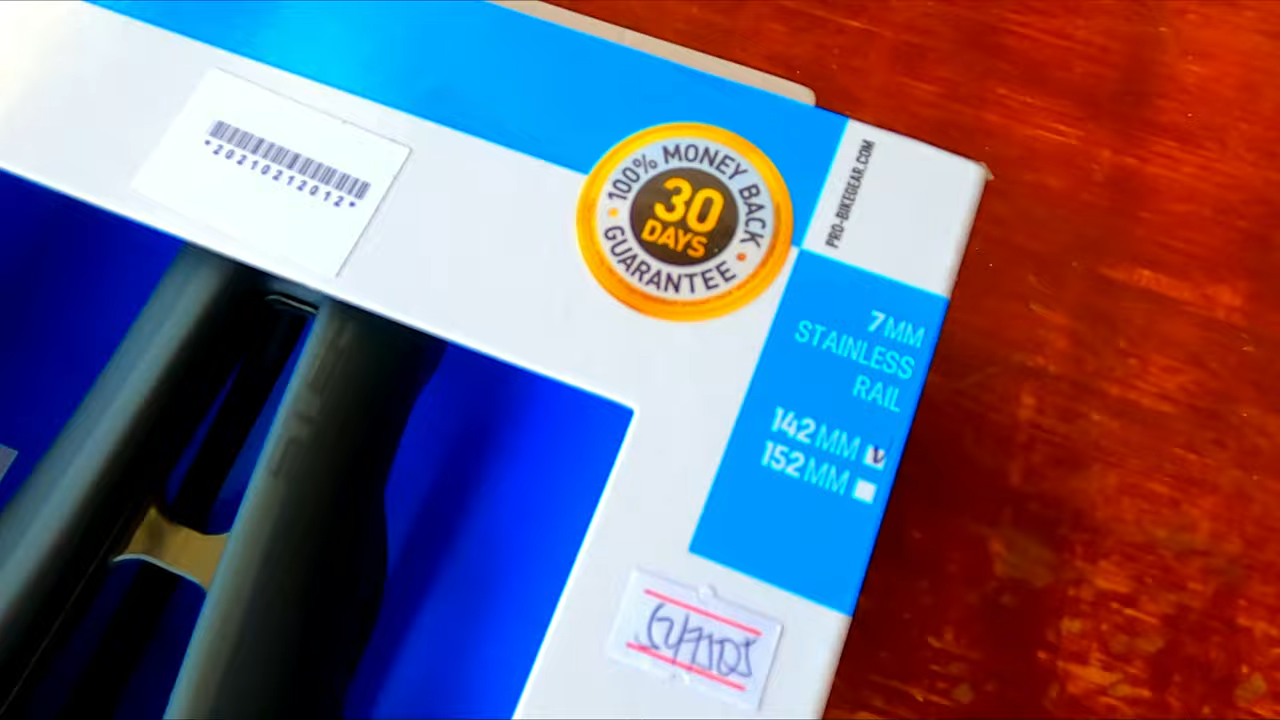 *20210212012*
100% MONEY BACK
30
DAYS
GUARANTEE
PRO-BIKEGEAR.COM
7MM
STAINLESS
RAIL
142MM
152MM